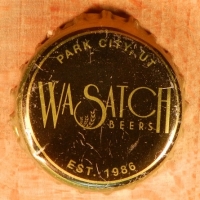 PARK CITY, UT
WASATCH
BEERS
EST. 1986